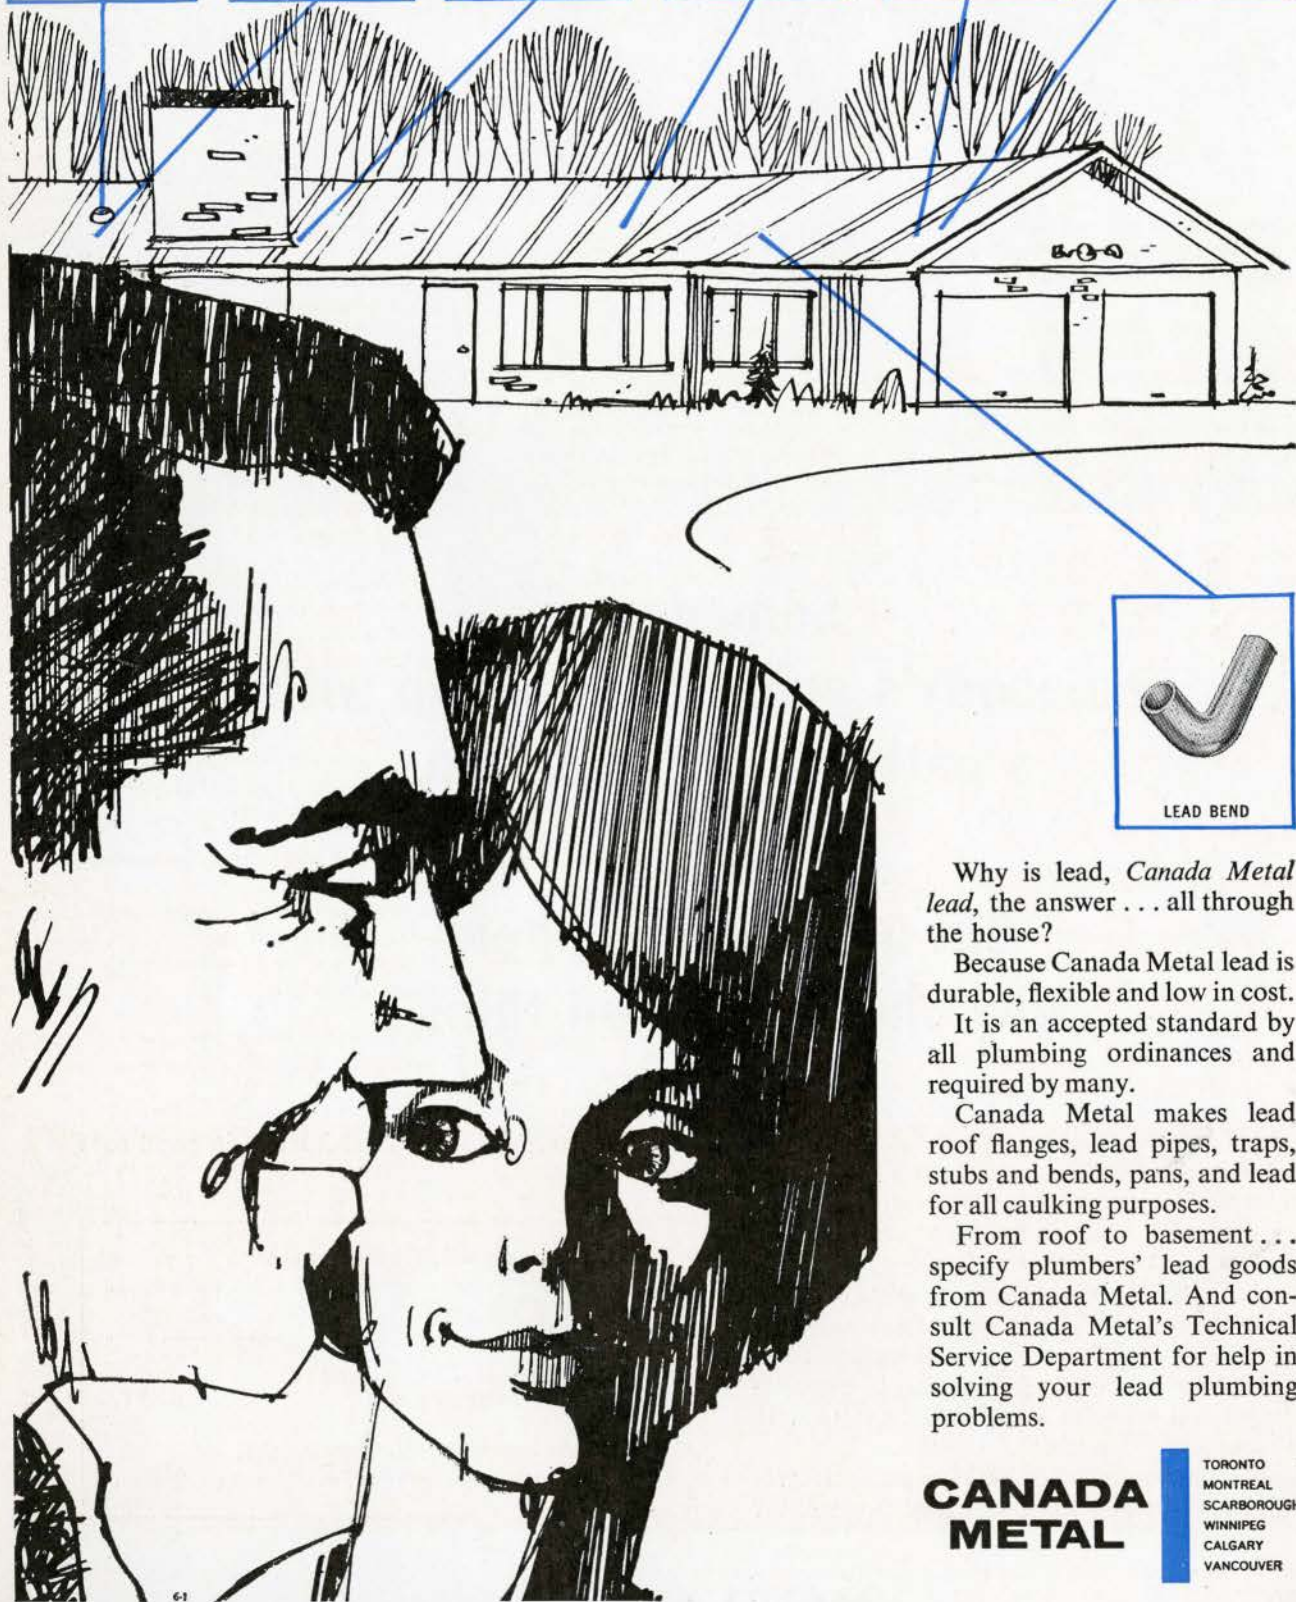 LEAD BEND
Why is lead, Canada Metal
lead, the answer . . . all through
the house?
Because Canada Metal lead is
durable, flexible and low in cost.
It is an accepted standard by
all plumbing ordinances and
required by many.
Canada Metal makes lead
roof flanges, lead pipes, traps,
stubs and bends, pans, and lead
for all caulking purposes.
From roof to basement . . .
specify plumbers' lead goods
from Canada Metal. And con-
sult Canada Metal's Technical
Service Department for help in
solving your lead plumbing
problems.
CANADA
METAL
TORONTO
MONTREAL
SCARBOROUGH
WINNIPEG
CALGARY
VANCOUVER
6-1